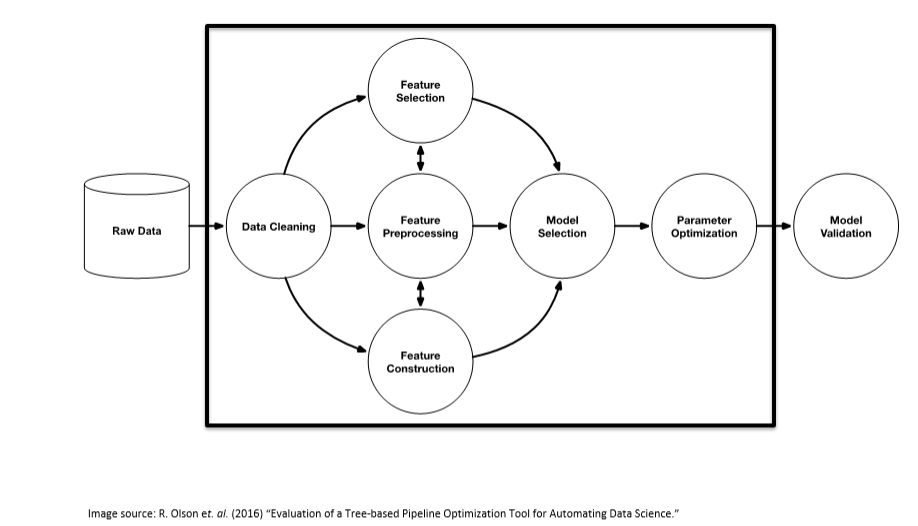 Feature
Selection
Raw Data
Data Cleaning
Feature
Preprocessing
Model
Selection
Parameter
Optimization
Model
Validation
Feature
Construction
Image source: R. Olson et. al. (2016) “Evaluation of a Tree-based Pipeline Optimization Tool for Automating Data Science.”